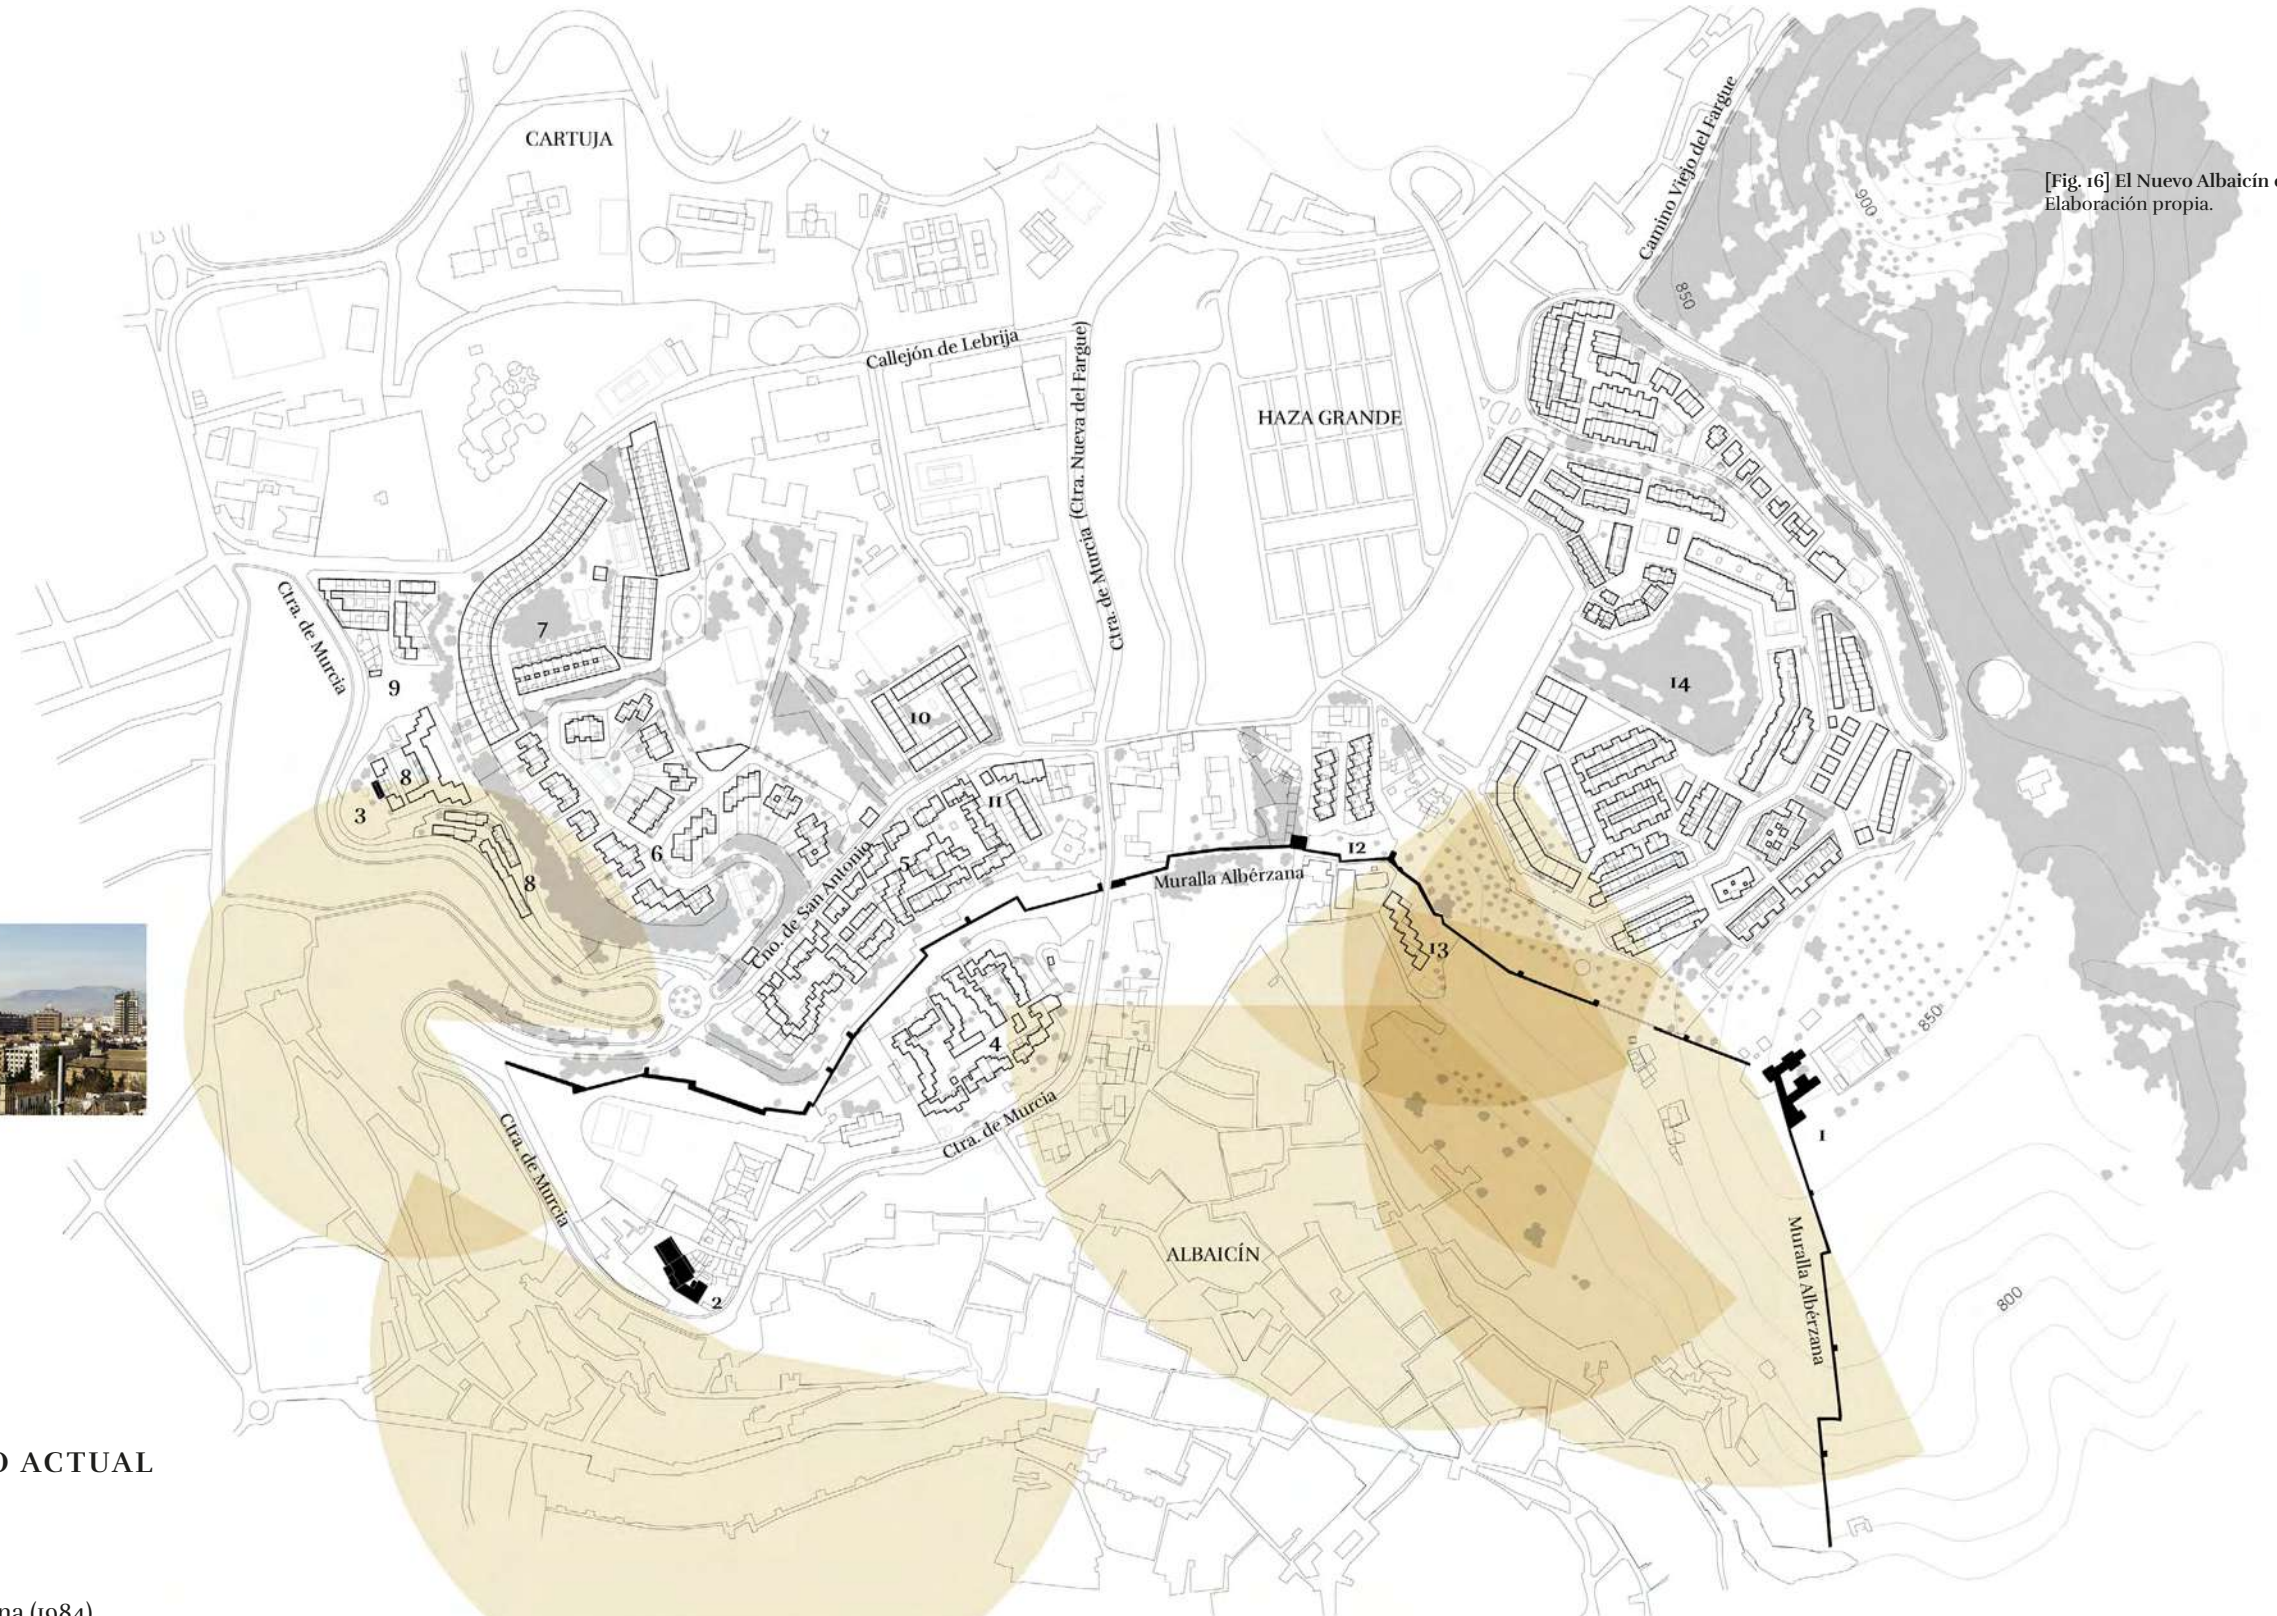 CARTUJA
Camino Viejo del Fargue
[Fig. 16] El Nuevo Albaicín
Elaboración propia.
900
850
Callejón de Lebrija
Ctra. de Murcia (Ctra. Nueva del Fargue)
HAZA GRANDE
Ctra. de Murcia
7
9
10
14
8
3
11
6
5
8
12
Muralla Albérzana
Cno. de San Antonio
13
4
850
1
Ctra. de Murcia
Ctra. de Murcia
ALBAICÍN
2
Muralla Albérzana
800
ACTUAL
(1984)